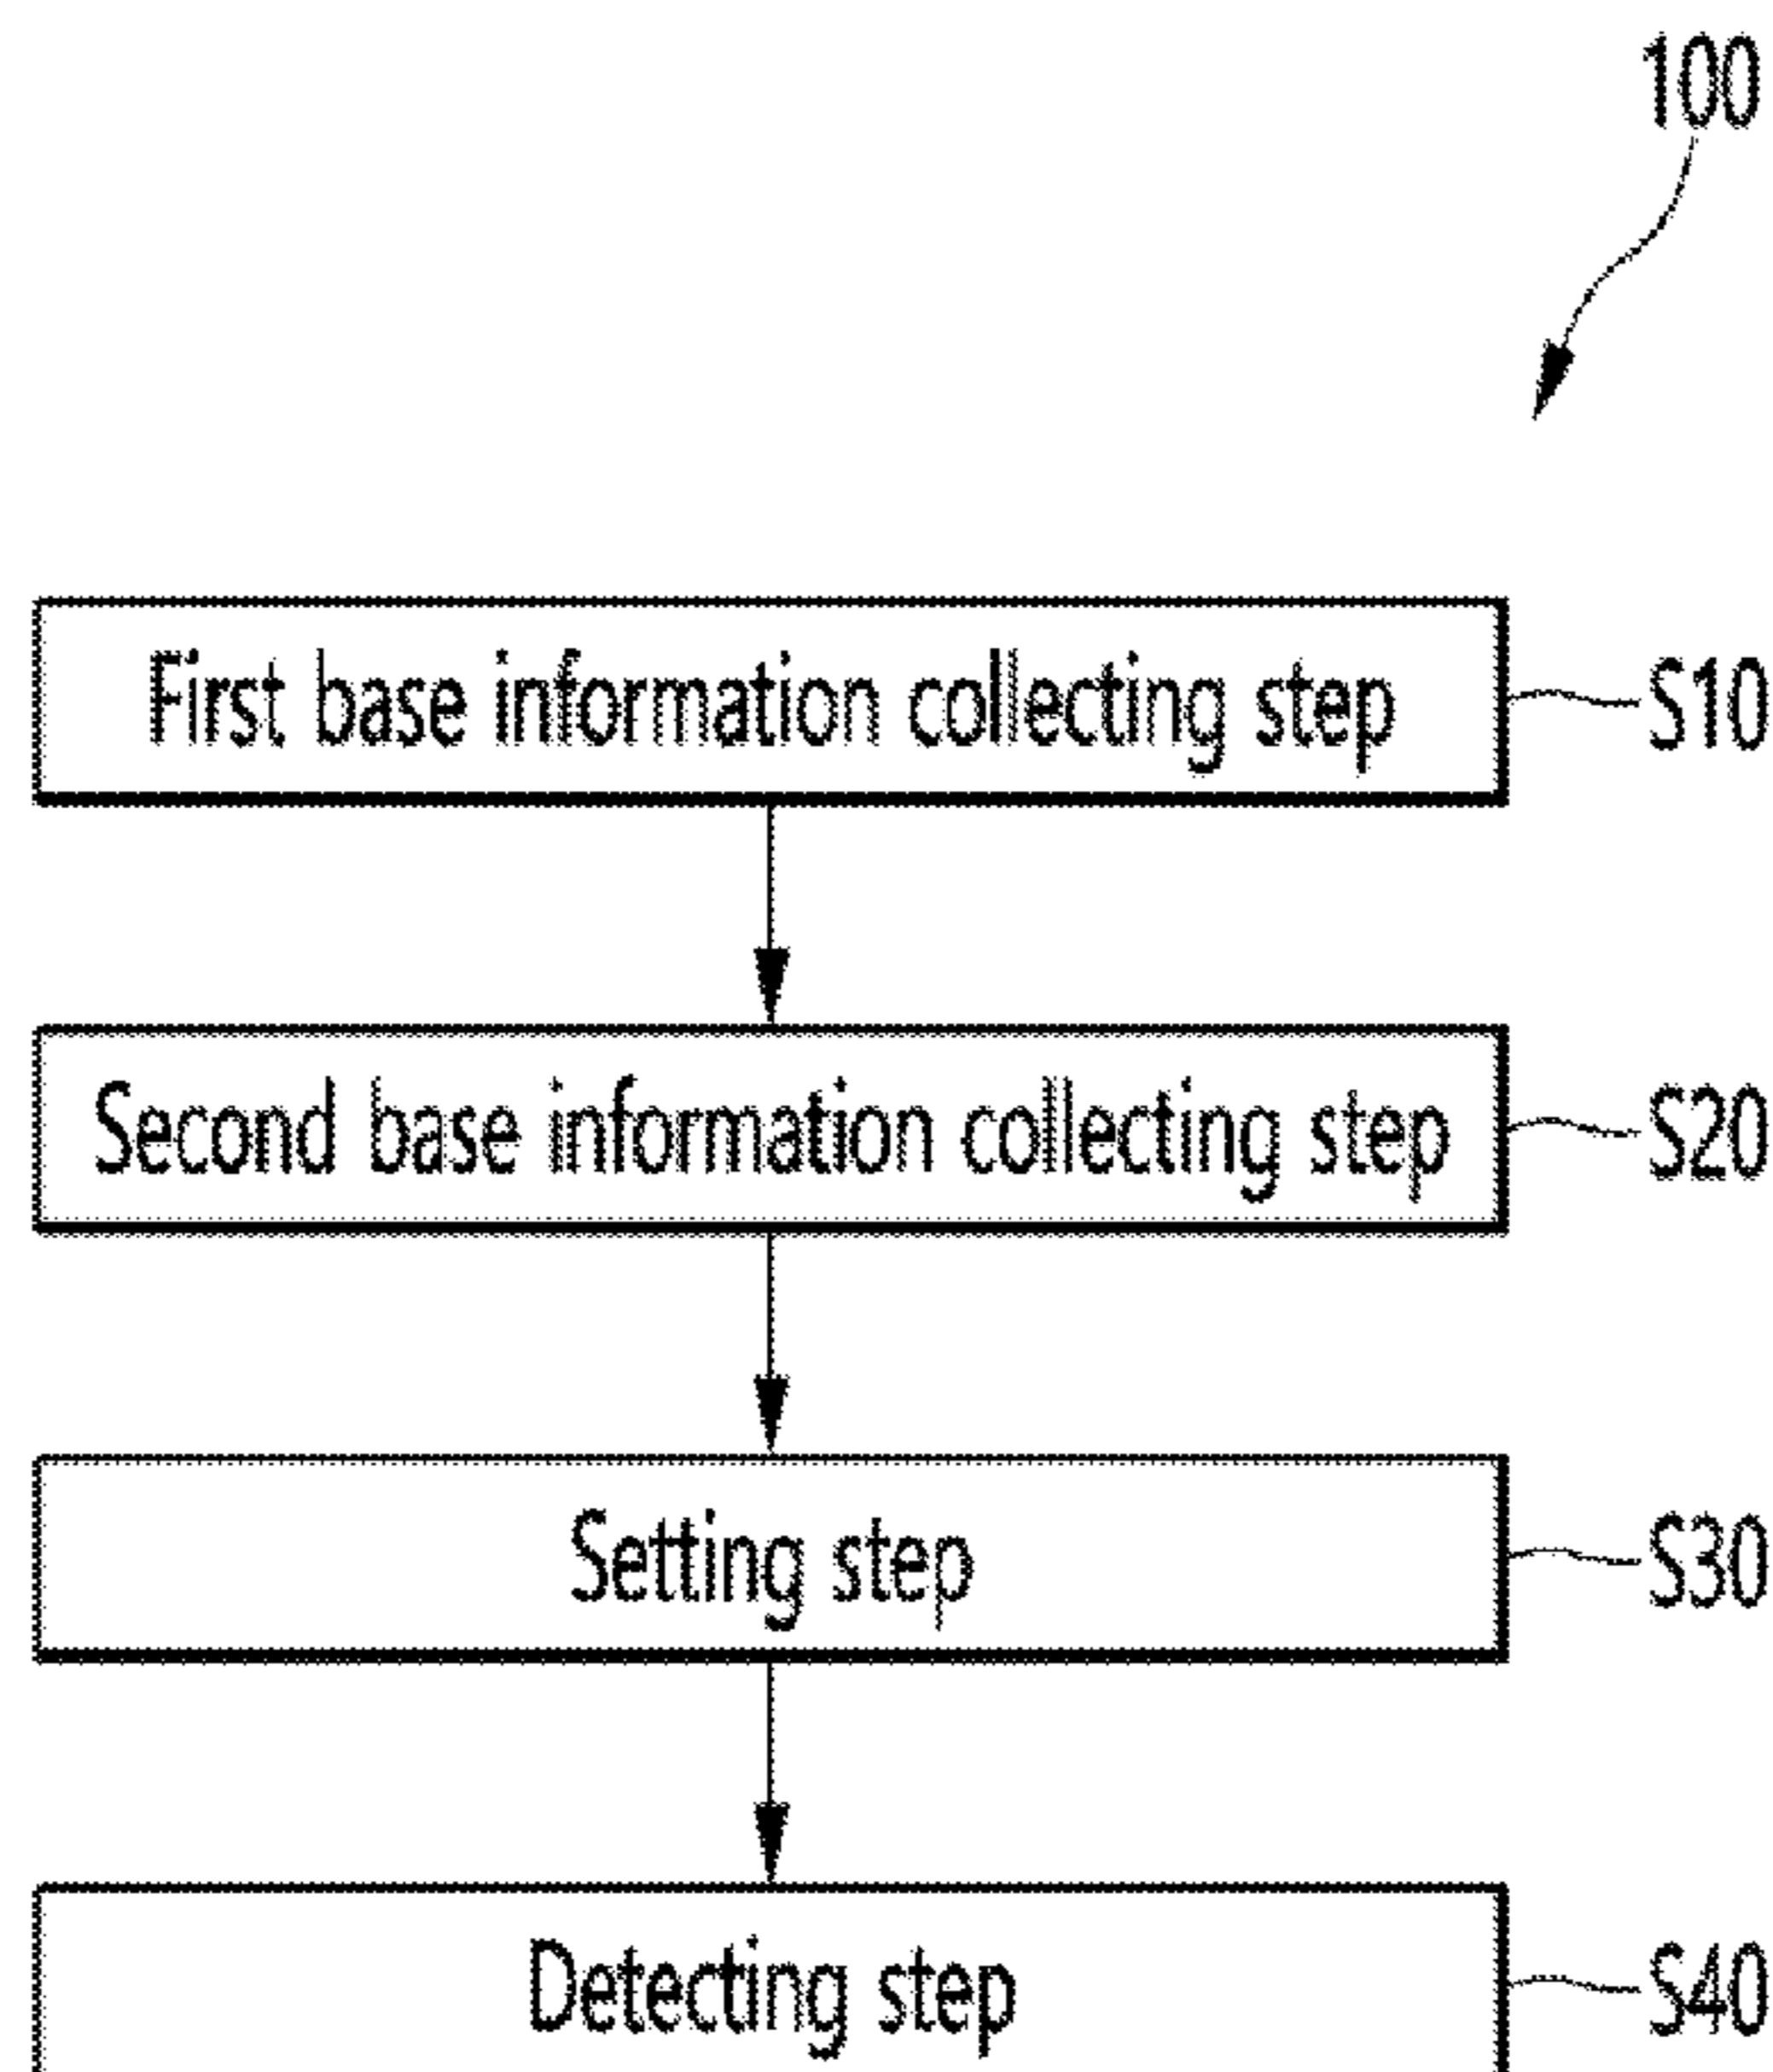 100
First base information collecting step S10
Second base information collecting step S20
Setting step S30
Detecting step S40